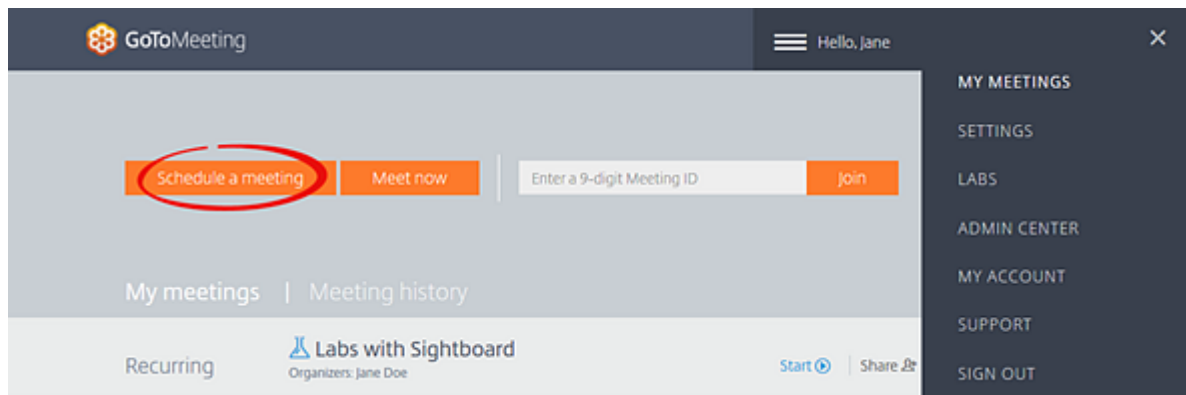 GoToMeeting
Hello, Jane
MY MEETINGS
SETTINGS
LABS
ADMIN CENTER
MY ACCOUNT
SUPPORT
SIGN OUT
Schedule a meeting
Meet now
Enter a 9-digit Meeting ID
Join
My meetings | Meeting history
Recurring
Labs with Sightboard
Organizers: Jane Doe
Start
Share